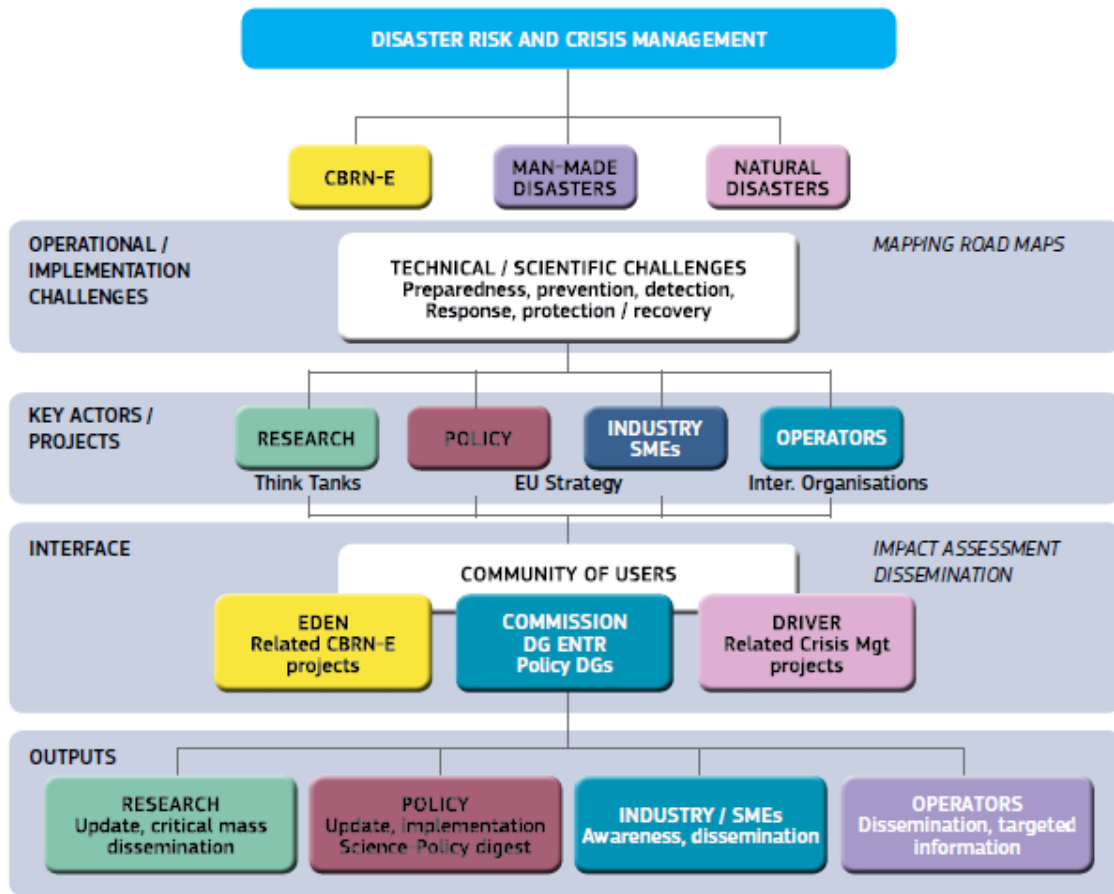 DISASTER RISK AND CRISIS MANAGEMENT
CBRN-E
MAN-MADE
DISASTERS
NATURAL
DISASTERS
OPERATIONAL /
IMPLEMENTATION
CHALLENGES
TECHNICAL / SCIENTIFIC CHALLENGES
Preparedness, prevention, detection,
Response, protection / recovery
MAPPING ROAD MAPS
KEY ACTORS /
PROJECTS
RESEARCH
POLICY
INDUSTRY
SMEs
OPERATORS
Think Tanks
EU Strategy
Inter. Organisations
INTERFACE
COMMUNITY OF USERS
IMPACT ASSESSMENT
DISSEMINATION
EDEN
Related CBRN-E
projects
COMMISSION
DG ENTR
Policy DGs
DRIVER
Related Crisis Mgt
projects
OUTPUTS
RESEARCH
Update, critical mass
dissemination
POLICY
Update, implementation
Science-Policy digest
INDUSTRY / SMEs
Awareness, dissemination
OPERATORS
Dissemination, targeted
information